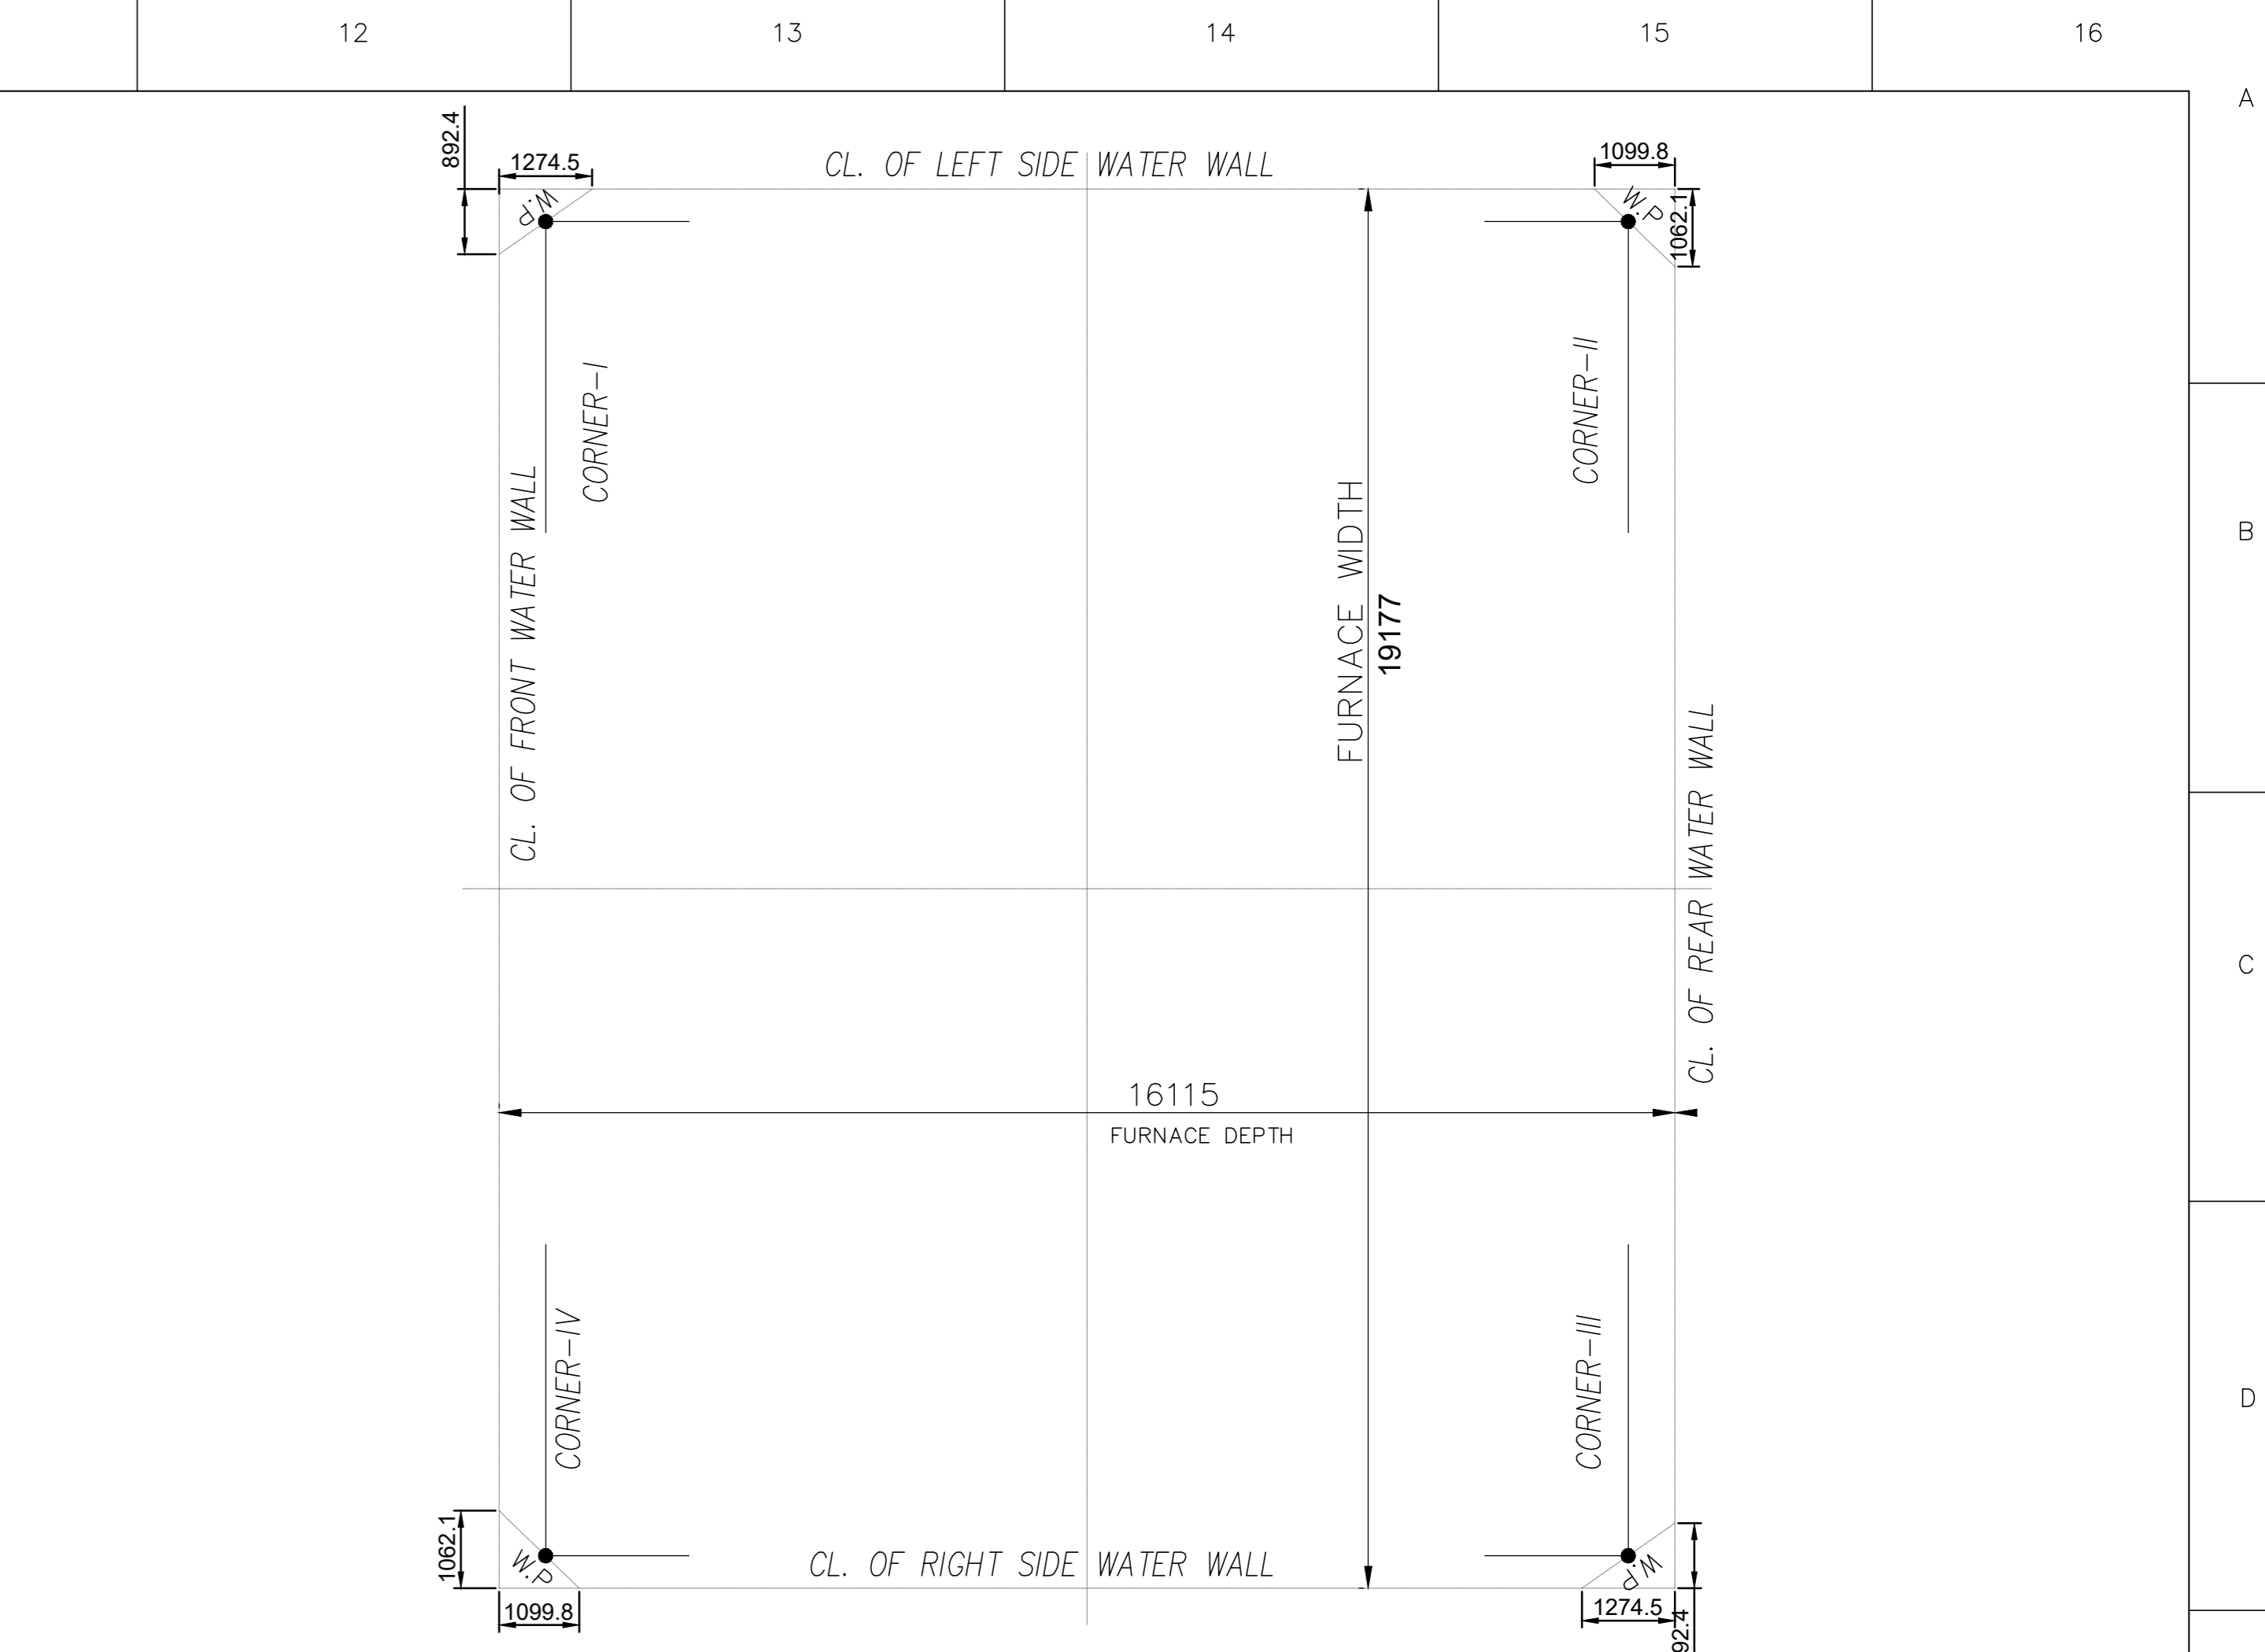 12
13
14
15
16
A
892.4
1274.5
CL. OF LEFT SIDE WATER WALL
1099.8
W.P
W.P
1062.1
CORNER-I
CORNER-II
CL. OF FRONT WATER WALL
FURNACE WIDTH
19177
B
CL. OF REAR WATER WALL
C
16115
FURNACE DEPTH
CORNER-IV
CORNER-III
D
1062.1
W.P
CL. OF RIGHT SIDE WATER WALL
W.P
1099.8
1274.5
92.4